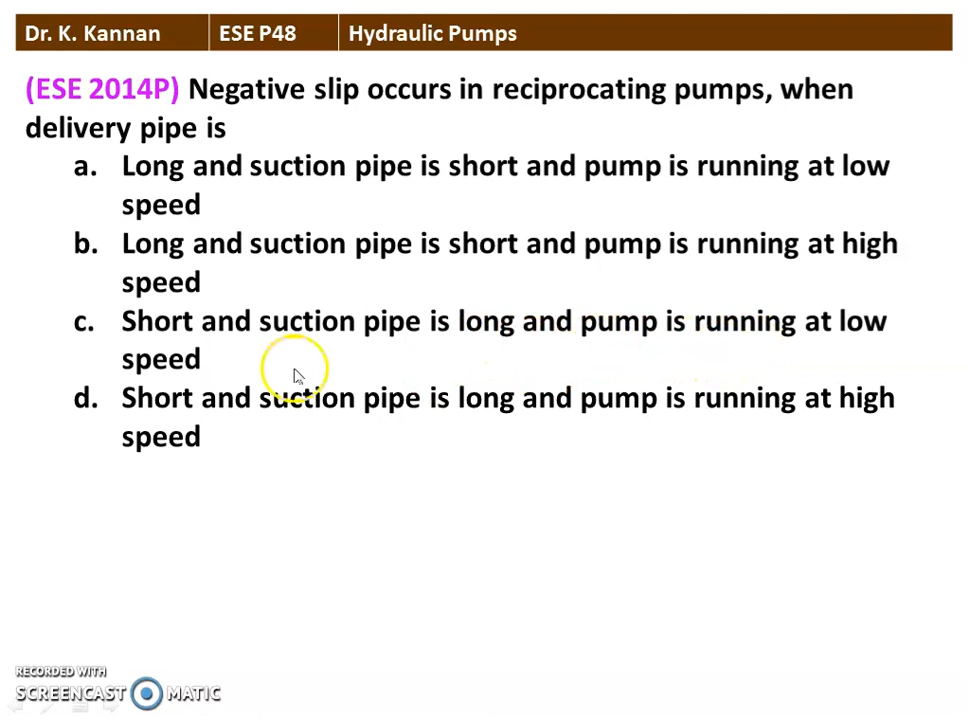 Dr. K. Kannan ESE P48 Hydraulic Pumps
(ESE 2014P) Negative slip occurs in reciprocating pumps, when
delivery pipe is
a. Long and suction pipe is short and pump is running at low
speed
b. Long and suction pipe is short and pump is running at high
speed
c. Short and suction pipe is long and pump is running at low
speed
d. Short and suction pipe is long and pump is running at high
speed
RECORDED WITH
SCREENCAST MATIC